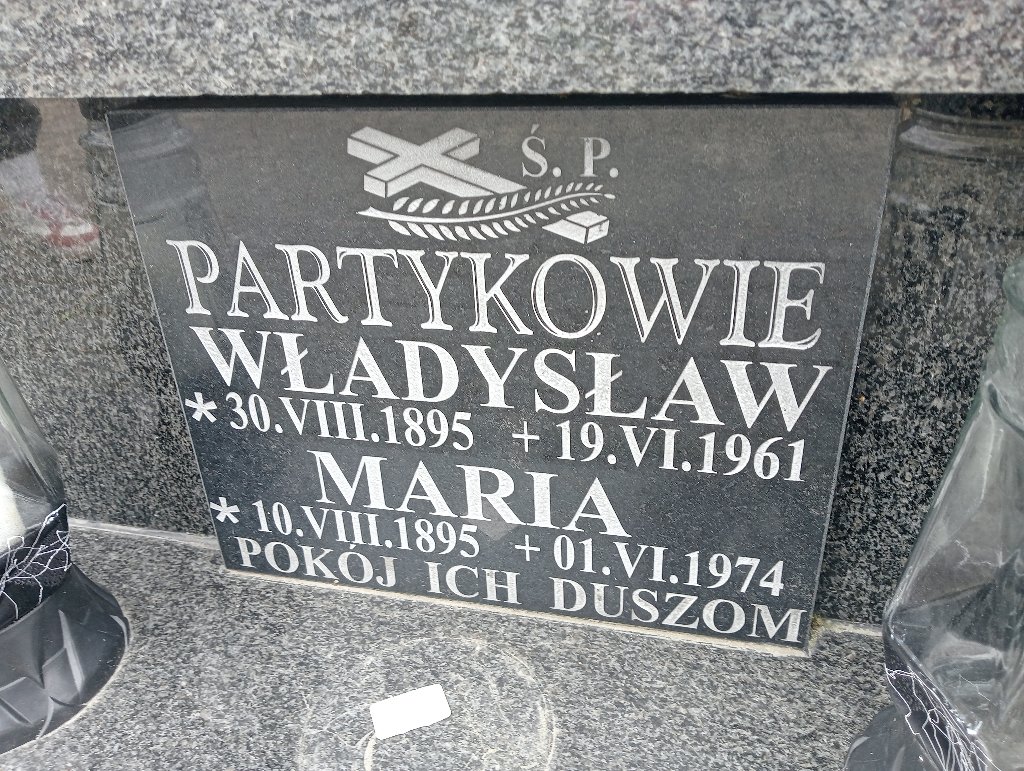 Ś. P.
PARTYKOWIE
WŁADYSŁAW
* 30.VIII.1895 + 19.VI.1961
MARIA
* 10.VIII.1895 + 01.VI.1974
POKÓJ ICH DUSZOM